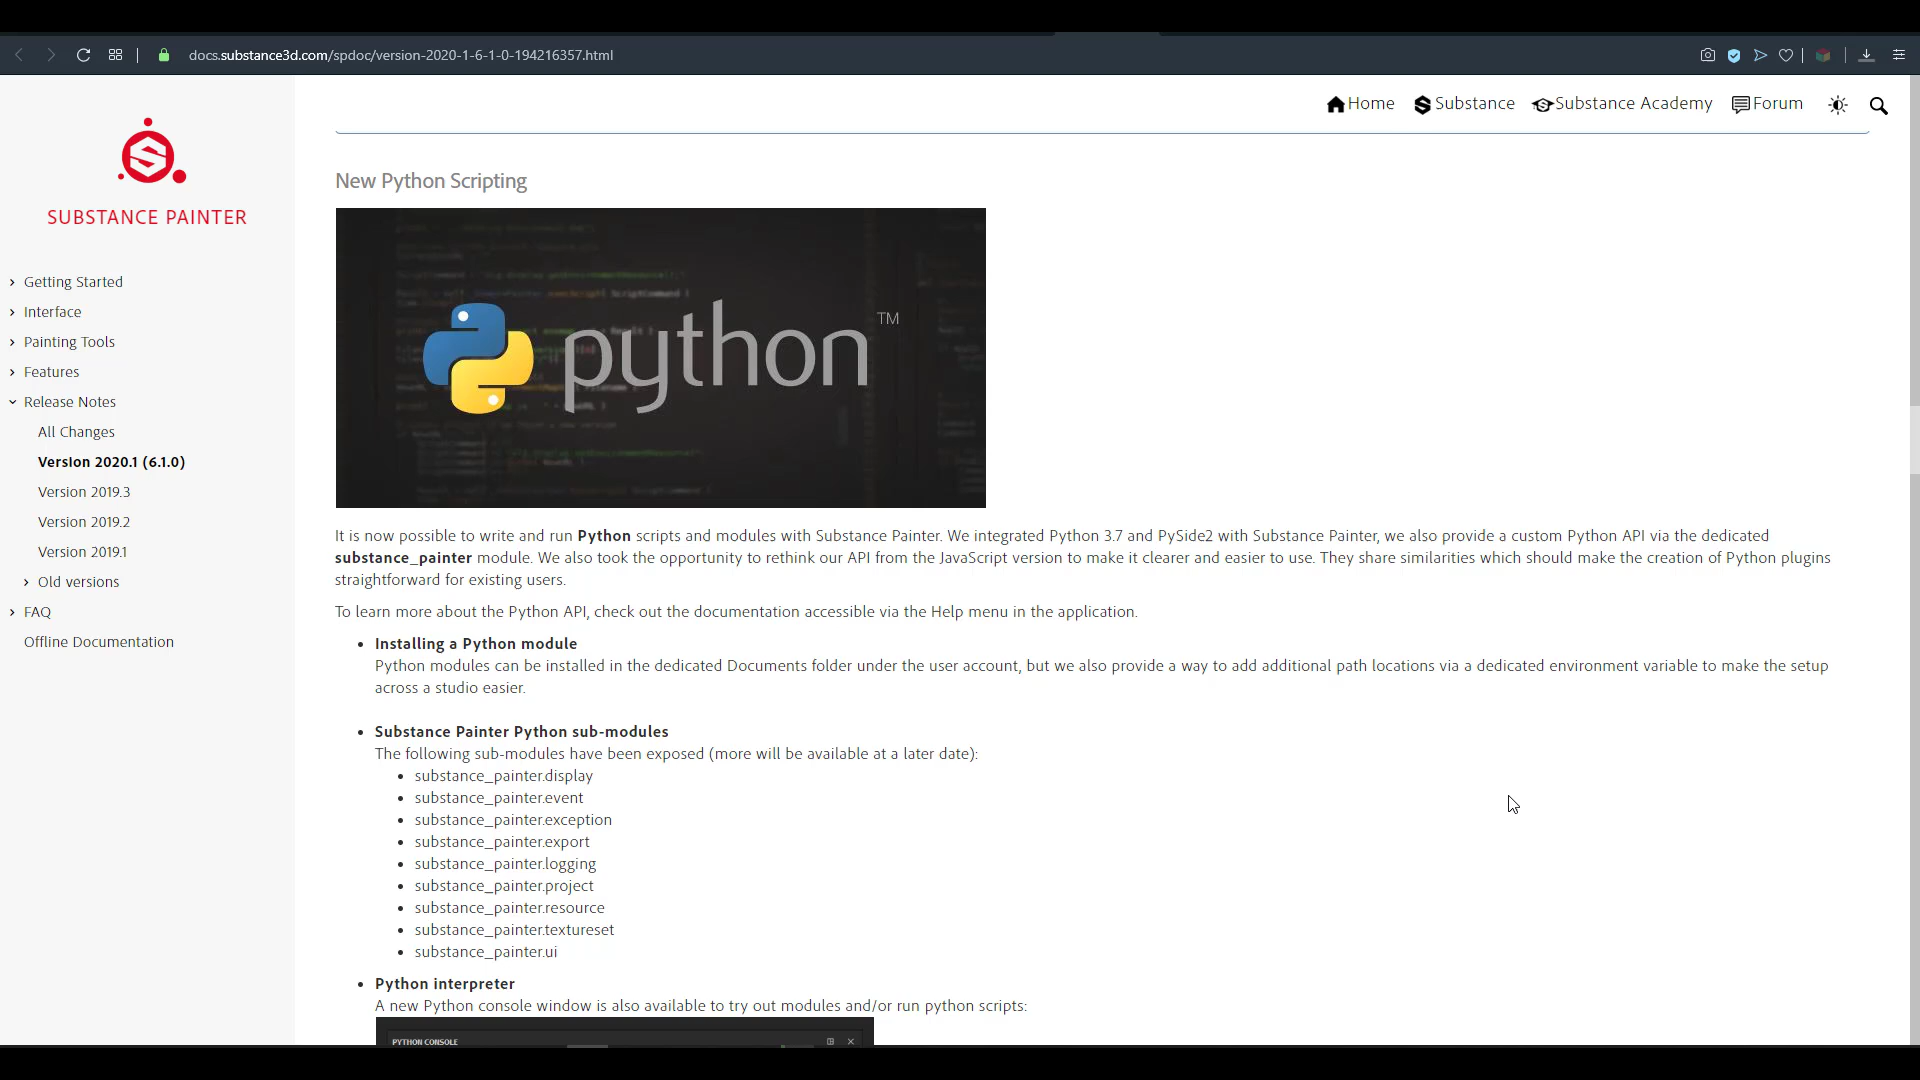 docs.substance3d.com/spdoc/version-2020-1-6-1-0-194216357.html
Home Substance Substance Academy Forum
SUBSTANCE PAINTER
Getting Started
Interface
Painting Tools
Features
Release Notes
All Changes
Version 2020.1 (6.1.0)
Version 2019.3
Version 2019.2
Version 2019.1
Old versions
FAQ
Offline Documentation
New Python Scripting
python TM
It is now possible to write and run Python scripts and modules with Substance Painter. We integrated Python 3.7 and PySide2 with Substance Painter, we also provide a custom Python API via the dedicated
substance_painter module. We also took the opportunity to rethink our API from the JavaScript version to make it clearer and easier to use. They share similarities which should make the creation of Python plugins
straightforward for existing users.
To learn more about the Python API, check out the documentation accessible via the Help menu in the application.
• Installing a Python module
Python modules can be installed in the dedicated Documents folder under the user account, but we also provide a way to add additional path locations via a dedicated environment variable to make the setup
across a studio easier.
• Substance Painter Python sub-modules
The following sub-modules have been exposed (more will be available at a later date):
• substance_painter.display
• substance_painter.event
• substance_painter.exception
• substance_painter.export
• substance_painter.logging
• substance_painter.project
• substance_painter.resource
• substance_painter.textureset
• substance_painter.ui
• Python interpreter
A new Python console window is also available to try out modules and/or run python scripts:
PYTHON CONSOLE